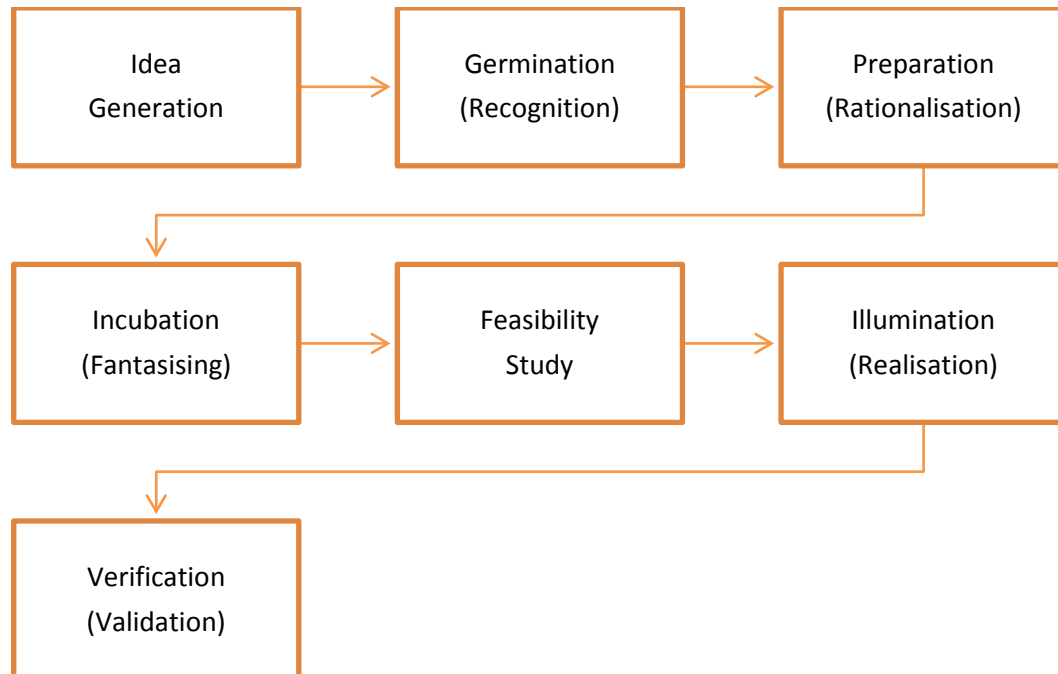 Idea
Generation
Germination
(Recognition)
Preparation
(Rationalisation)
Incubation
(Fantasising)
Feasibility
Study
Illumination
(Realisation)
Verification
(Validation)